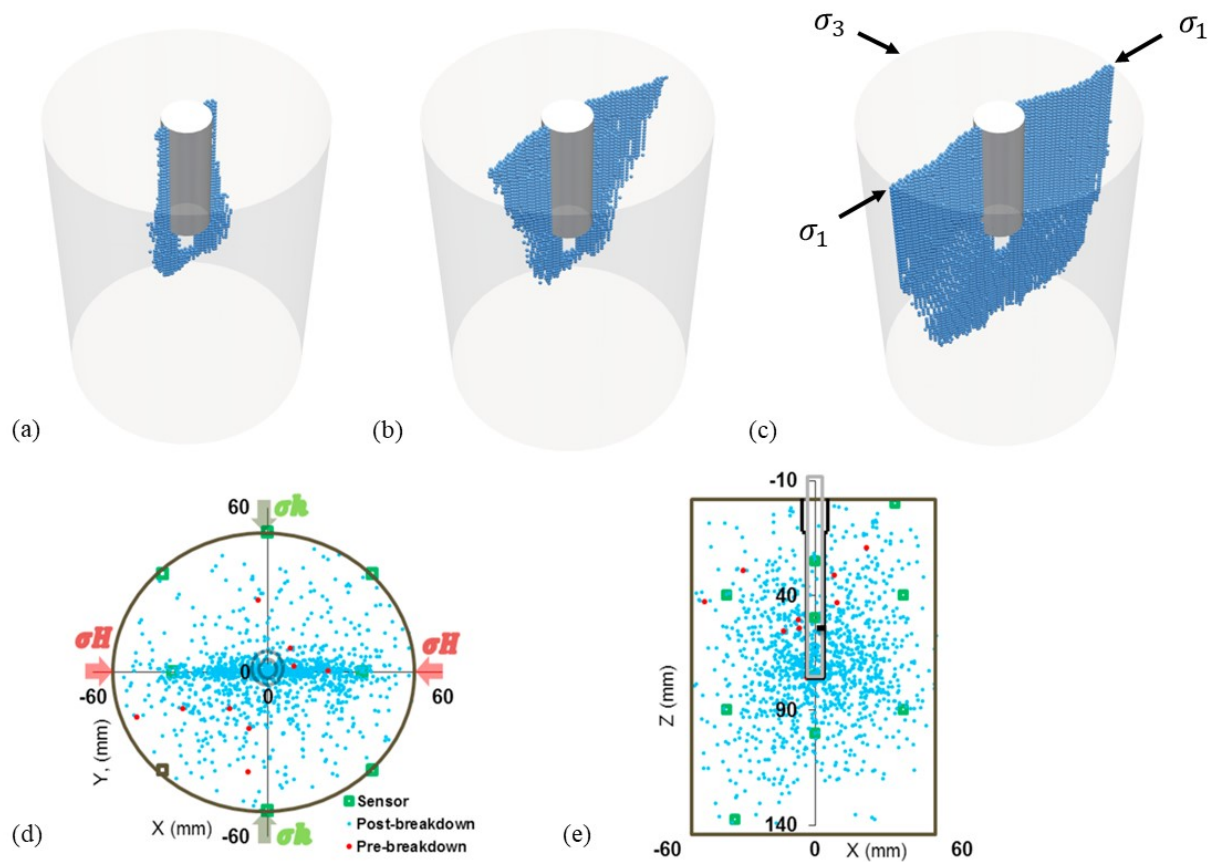 σ₃
σ₁
σ₁
(a)
(b)
(c)
60
σh
σH
σH
0
-60
0
60
Y, (mm)
-60
σh
X (mm)
Sensor
Post-breakdown
Pre-breakdown
(d)
-10
40
90
140
Z (mm)
-60
0
X (mm)
60
(e)